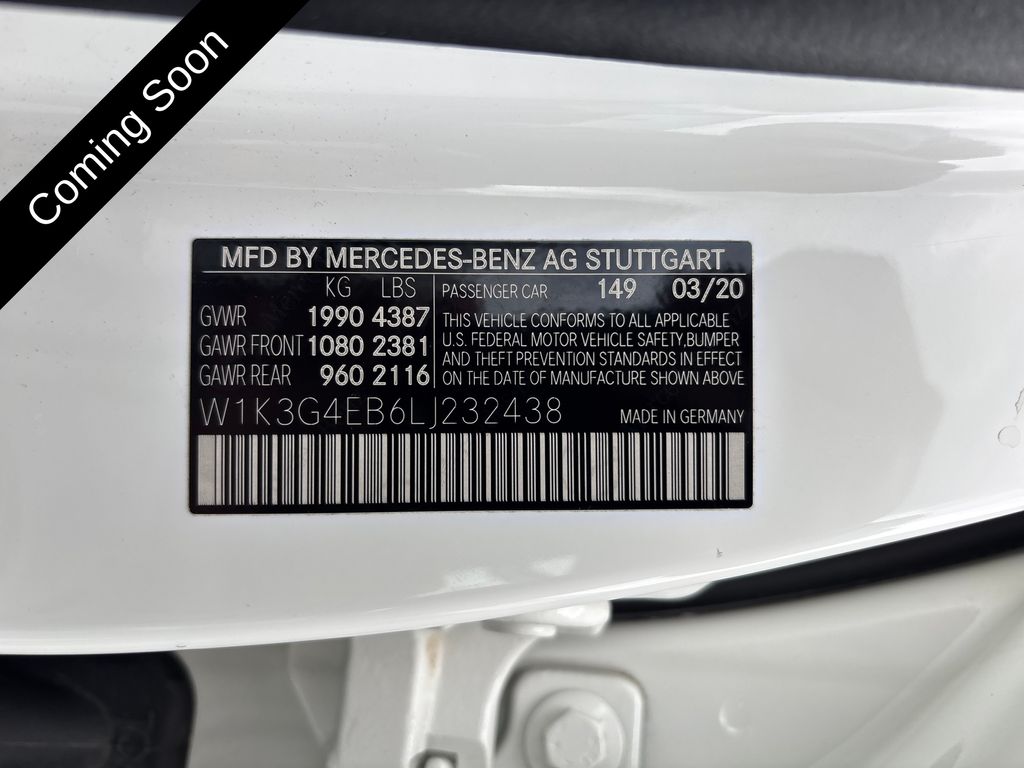 Coming Soon
MFD BY MERCEDES-BENZ AG STUTTGART
KG LBS
GVWR 1990 4387
GAWR FRONT 1080 2381
GAWR REAR 960 2116
PASSENGER CAR 149 03/20
THIS VEHICLE CONFORMS TO ALL APPLICABLE
U.S. FEDERAL MOTOR VEHICLE SAFETY,BUMPER
AND THEFT PREVENTION STANDARDS IN EFFECT
ON THE DATE OF MANUFACTURE SHOWN ABOVE
W1K3G4EB6LJ232438 MADE IN GERMANY